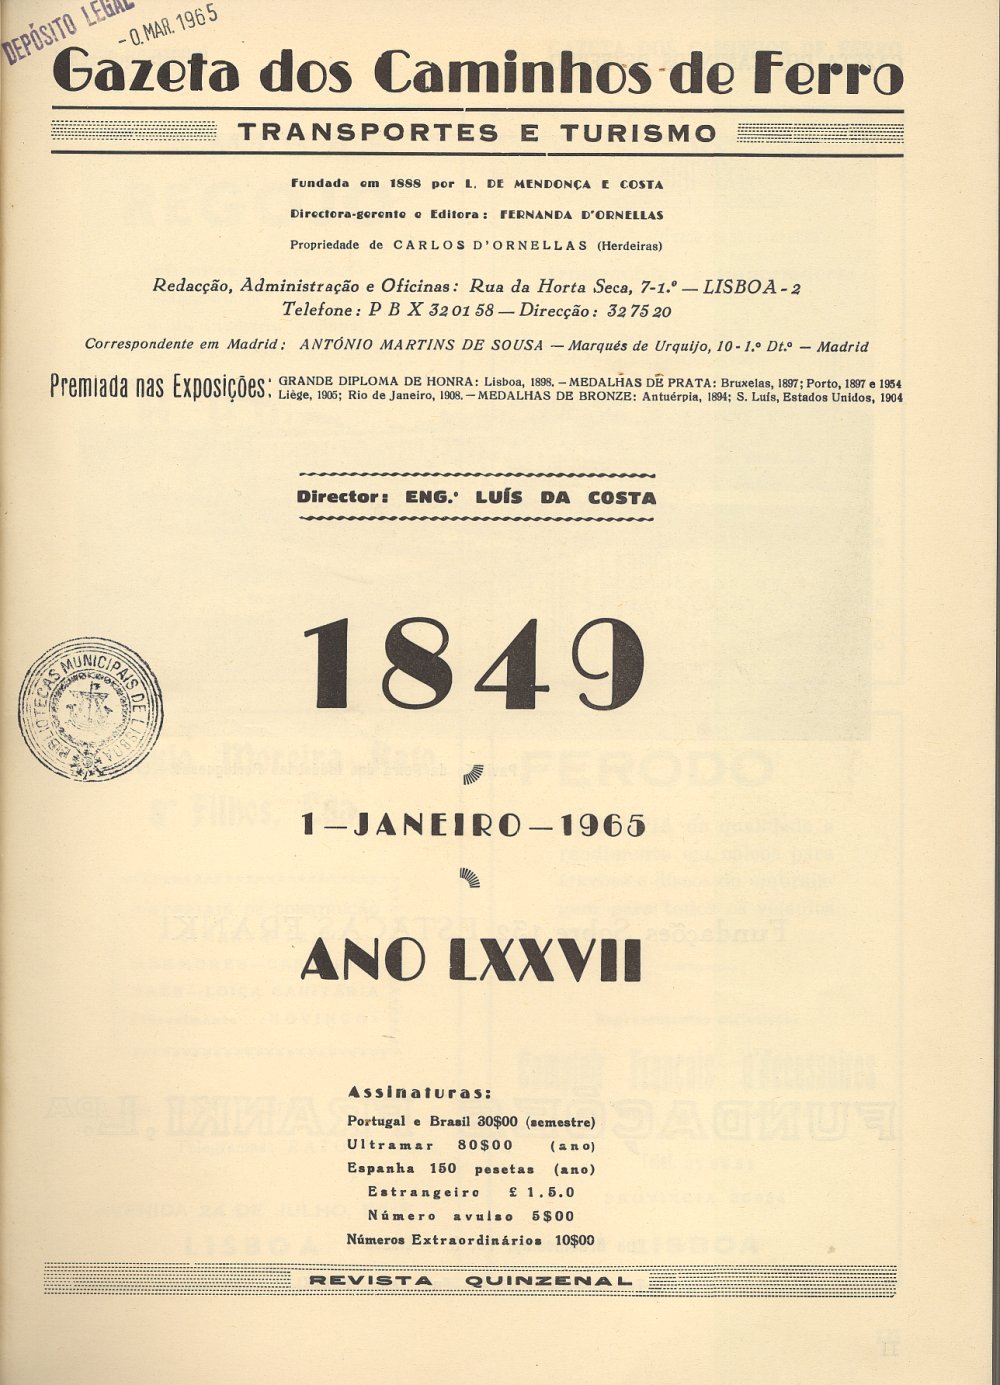 DEPÓSITO LEGAL
-0.MAR.1965
Gazeta dos Caminhos de Ferro
TRANSPORTES E TURISMO
Fundada em 1888 por L. DE MENDONÇA E COSTA
Directora-gerente e Editora: FERNANDA D'ORNELLAS
Propriedade de CARLOS D'ORNELLAS (Herdeiras)
Redacção, Administração e Oficinas: Rua da Horta Seca, 7-1.º — LISBOA-2
Telefone: P B X 32 01 58 — Direcção: 32 75 20
Correspondente em Madrid: ANTÓNIO MARTINS DE SOUSA — Marqués de Urquijo, 10-1.º Dt.º — Madrid
Premiada nas Exposições: GRANDE DIPLOMA DE HONRA: Lisboa, 1898. — MEDALHAS DE PRATA: Bruxelas, 1897; Porto, 1897 e 1954
Liège, 1905; Rio de Janeiro, 1908. — MEDALHAS DE BRONZE: Antuérpia, 1894; S. Luís, Estados Unidos, 1904
Director: ENG.º LUÍS DA COSTA
1849
BIBLIOTECAS MUNICIPAIS DE LISBOA
1—JANEIRO—1965
ANO LXXVII
Assinaturas:
Portugal e Brasil 30$00 (semestre)
Ultramar 80$00 (ano)
Espanha 150 pesetas (ano)
Estrangeiro £ 1.5.0
Número avulso 5$00
Números Extraordinários 10$00
REVISTA QUINZENAL